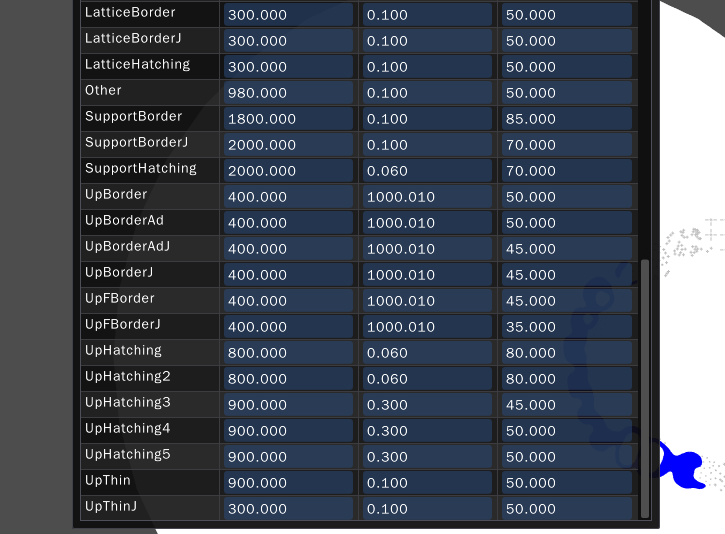 LatticeBorder 300.000 0.100 50.000
LatticeBorderJ 300.000 0.100 50.000
LatticeHatching 300.000 0.100 50.000
Other 980.000 0.100 50.000
SupportBorder 1800.000 0.100 85.000
SupportBorderJ 2000.000 0.100 70.000
SupportHatching 2000.000 0.060 70.000
UpBorder 400.000 1000.010 50.000
UpBorderAd 400.000 1000.010 50.000
UpBorderAdJ 400.000 1000.010 45.000
UpBorderJ 400.000 1000.010 45.000
UpFBorder 400.000 1000.010 45.000
UpFBorderJ 400.000 1000.010 35.000
UpHatching 800.000 0.060 80.000
UpHatching2 800.000 0.060 80.000
UpHatching3 900.000 0.300 45.000
UpHatching4 900.000 0.300 50.000
UpHatching5 900.000 0.300 50.000
UpThin 900.000 0.100 50.000
UpThinJ 300.000 0.100 50.000